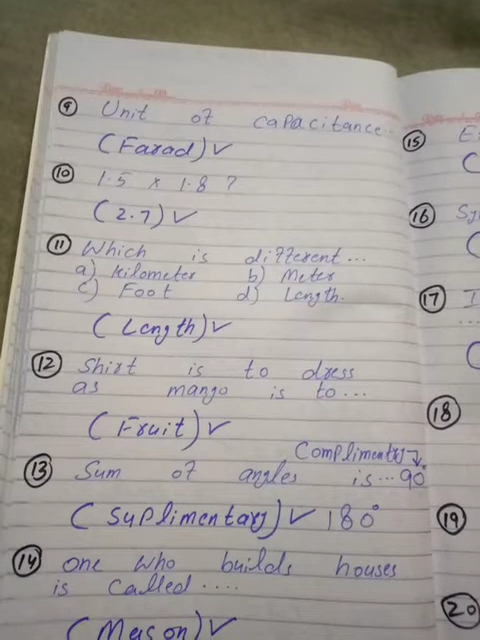 9 Unit of capacitance...
(Farad) ✓
10 1.5 x 1.8 ?
(2.7) ✓
11 Which is different...
a) kilometer b) Meter
c) Foot d) Length.
(Length) ✓
12 Shirt is to dress
as mango is to...
(Fruit) ✓
Complimentry
13 Sum of angles is... 90°
(Suplimentary) ✓ 180°
14 one who builds houses
is called ....
(Mason) ✓
15 E
(
16 Sy
(
17 I
...
(
18
19
20